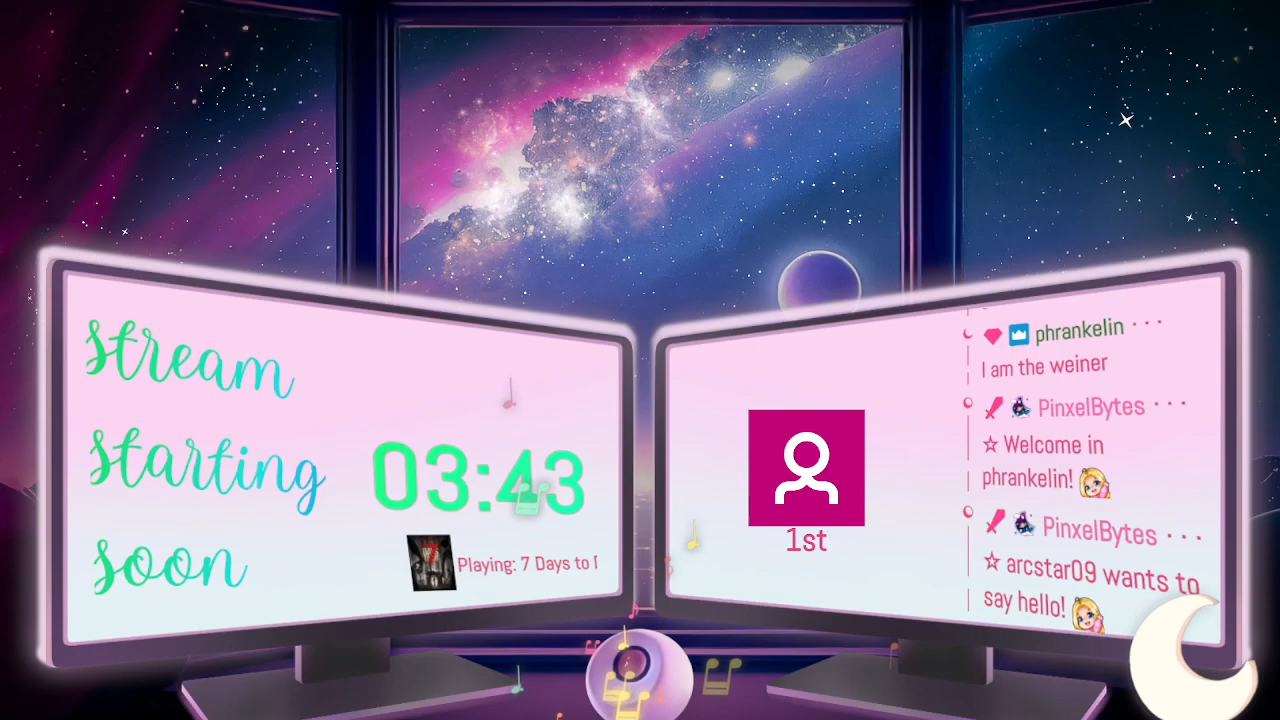 stream
starting
soon
03:43
7
Playing: 7 Days to
1st
phrankelin
I am the weiner
PinxelBytes
☆ Welcome in
phrankelin!
PinxelBytes
☆ arcstar09 wants to
say hello!